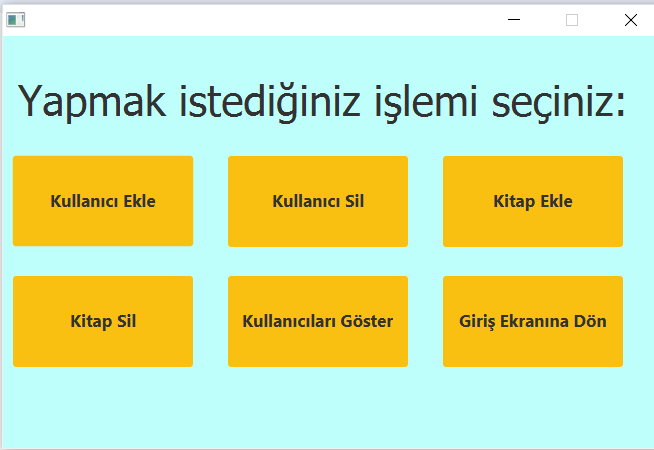 Yapmak istediğiniz işlemi seçiniz:
Kullanıcı Ekle
Kullanıcı Sil
Kitap Ekle
Kitap Sil
Kullanıcıları Göster
Giriş Ekranına Dön